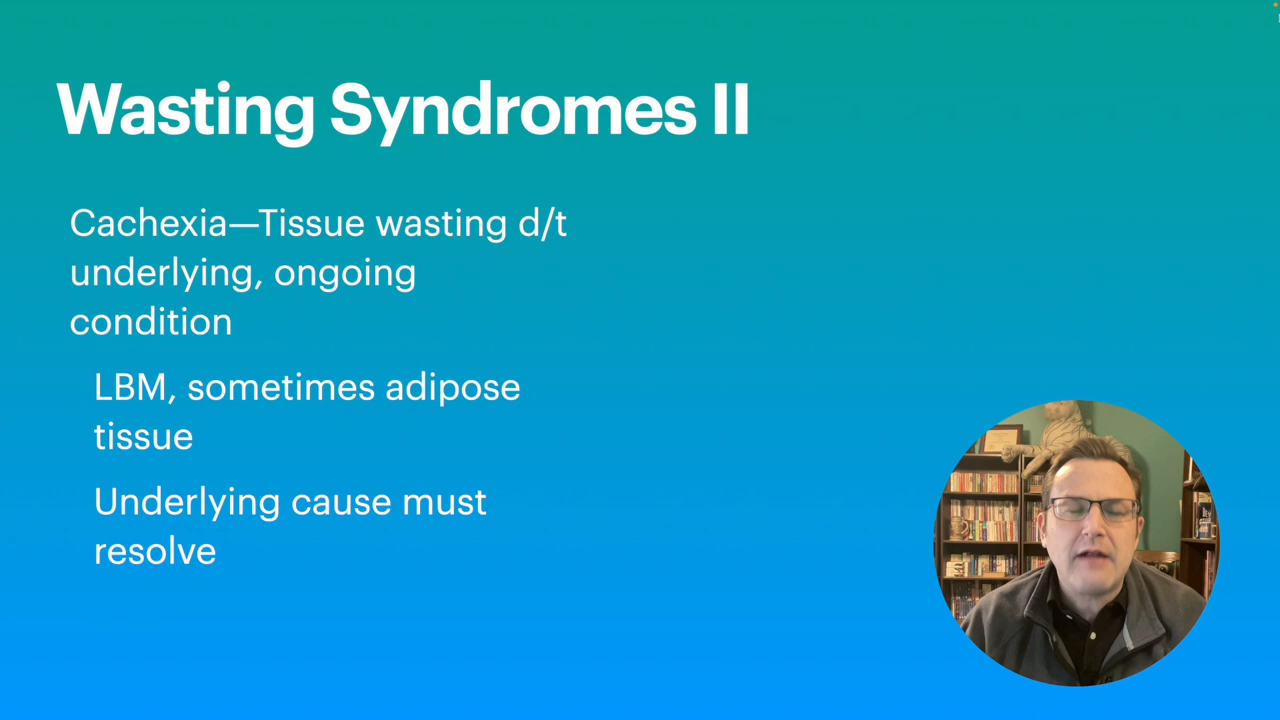 Wasting Syndromes II
Cachexia—Tissue wasting d/t
underlying, ongoing
condition
LBM, sometimes adipose
tissue
Underlying cause must
resolve